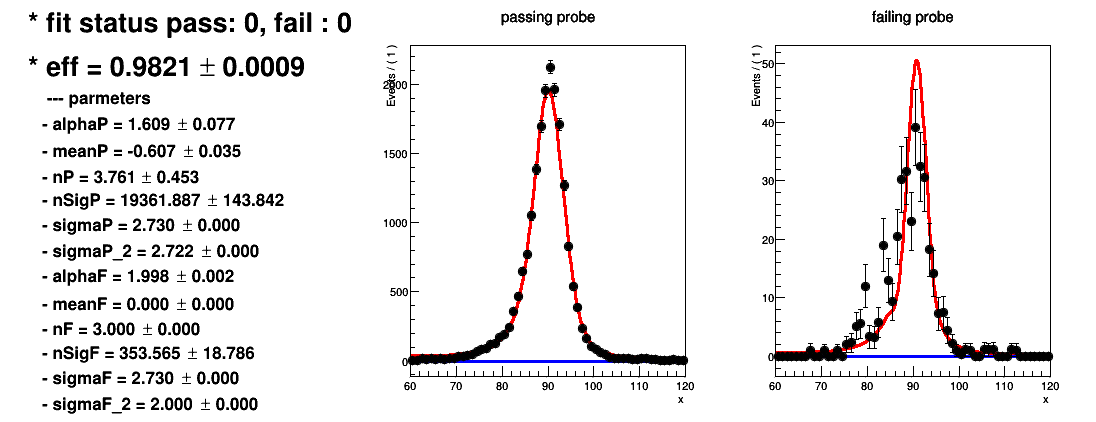 * fit status pass: 0, fail : 0
* eff = 0.9821 ± 0.0009
--- parmeters
- alphaP = 1.609 ± 0.077
- meanP = -0.607 ± 0.035
- nP = 3.761 ± 0.453
- nSigP = 19361.887 ± 143.842
- sigmaP = 2.730 ± 0.000
- sigmaP_2 = 2.722 ± 0.000
- alphaF = 1.998 ± 0.002
- meanF = 0.000 ± 0.000
- nF = 3.000 ± 0.000
- nSigF = 353.565 ± 18.786
- sigmaF = 2.730 ± 0.000
- sigmaF_2 = 2.000 ± 0.000
passing probe
Events / ( 1 )
2000
1500
1000
500
0
60 70 80 90 100 110 120
x
failing probe
Events / ( 1 )
50
40
30
20
10
0
60 70 80 90 100 110 120
x